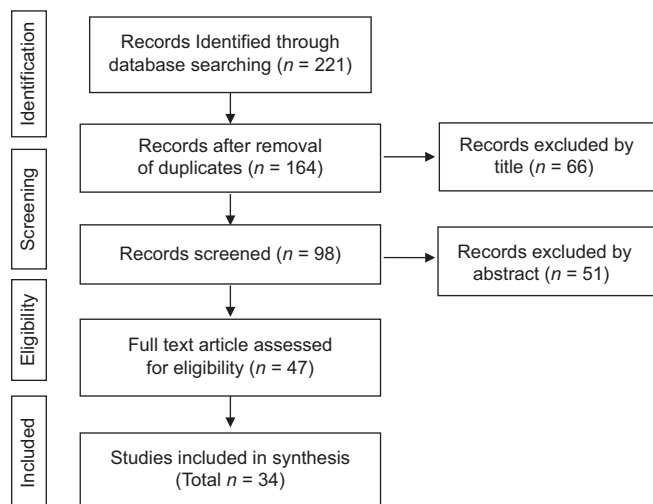 Identification
Records Identified through
database searching (n = 221)
Records after removal
of duplicates (n = 164)
Records excluded by
title (n = 66)
Screening
Records screened (n = 98)
Records excluded by
abstract (n = 51)
Eligibility
Full text article assessed
for eligibility (n = 47)
Included
Studies included in synthesis
(Total n = 34)